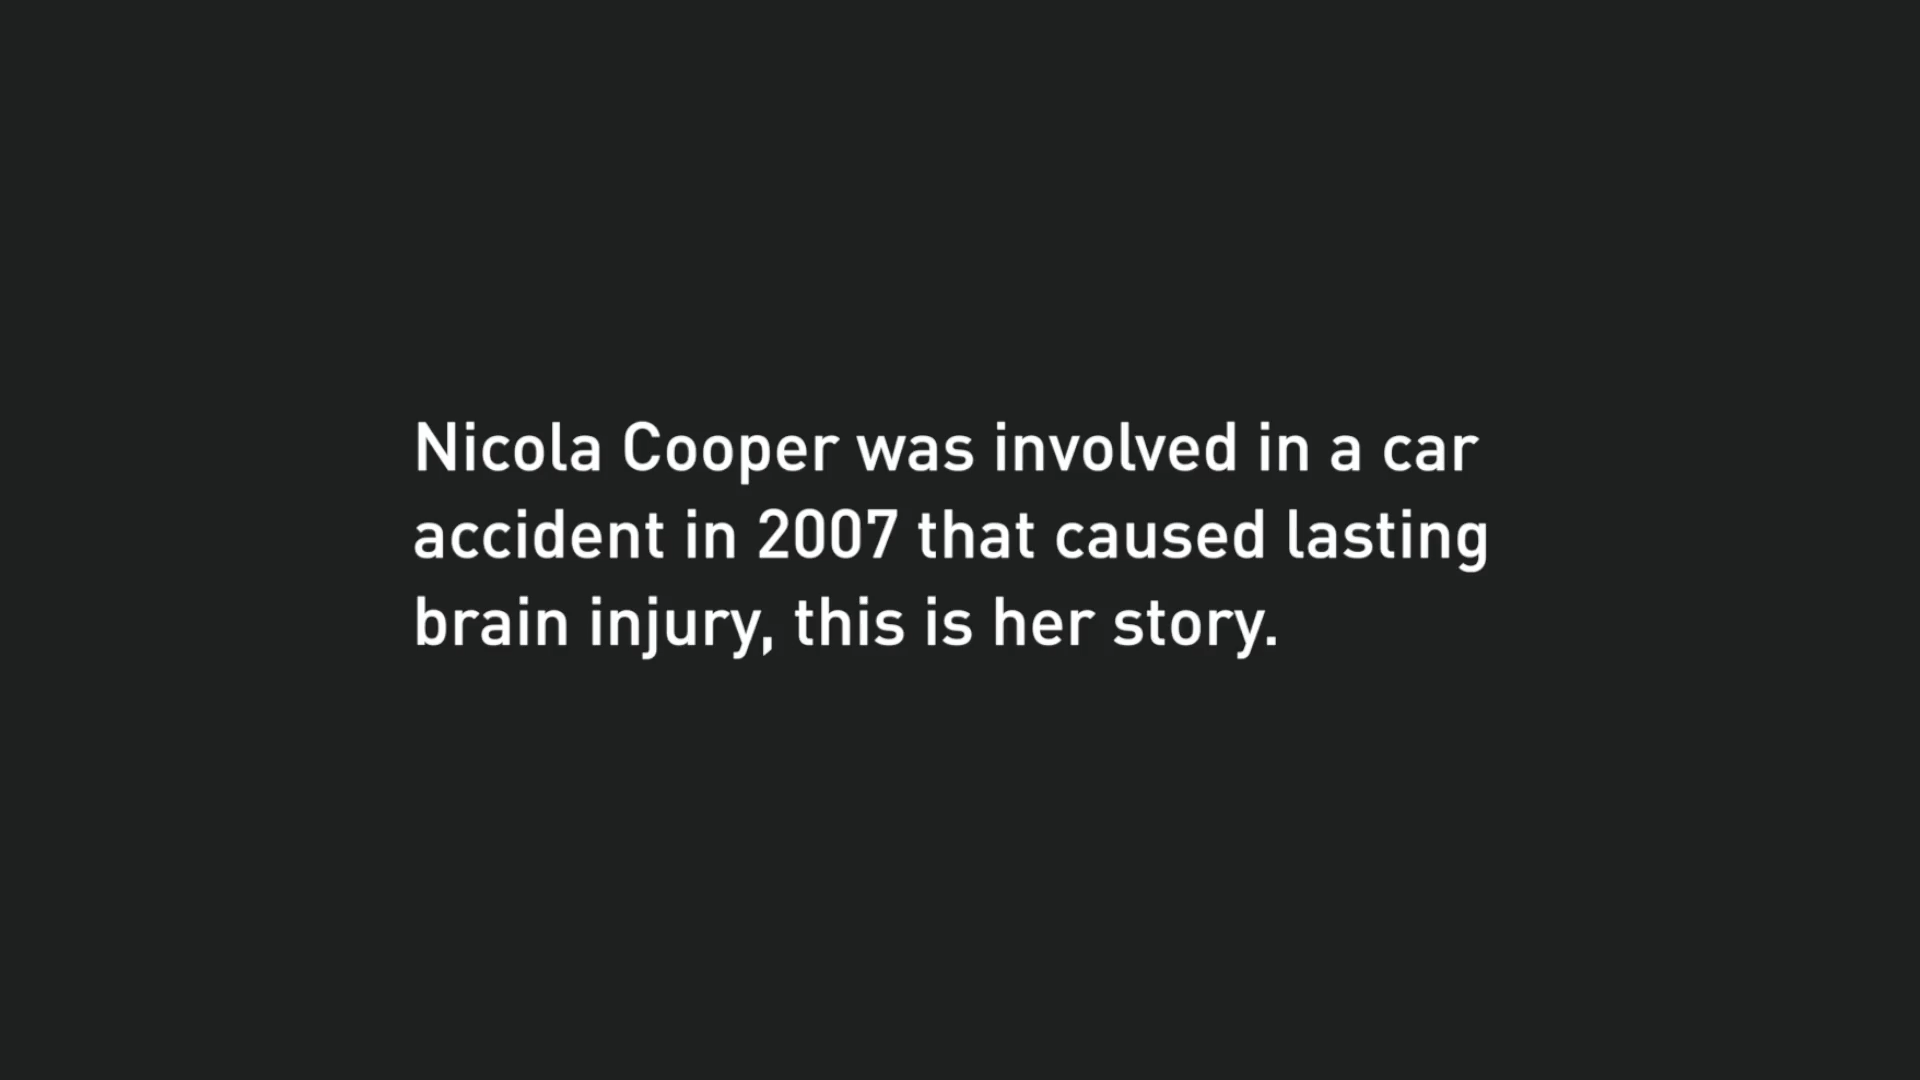 Nicola Cooper was involved in a car
accident in 2007 that caused lasting
brain injury, this is her story.